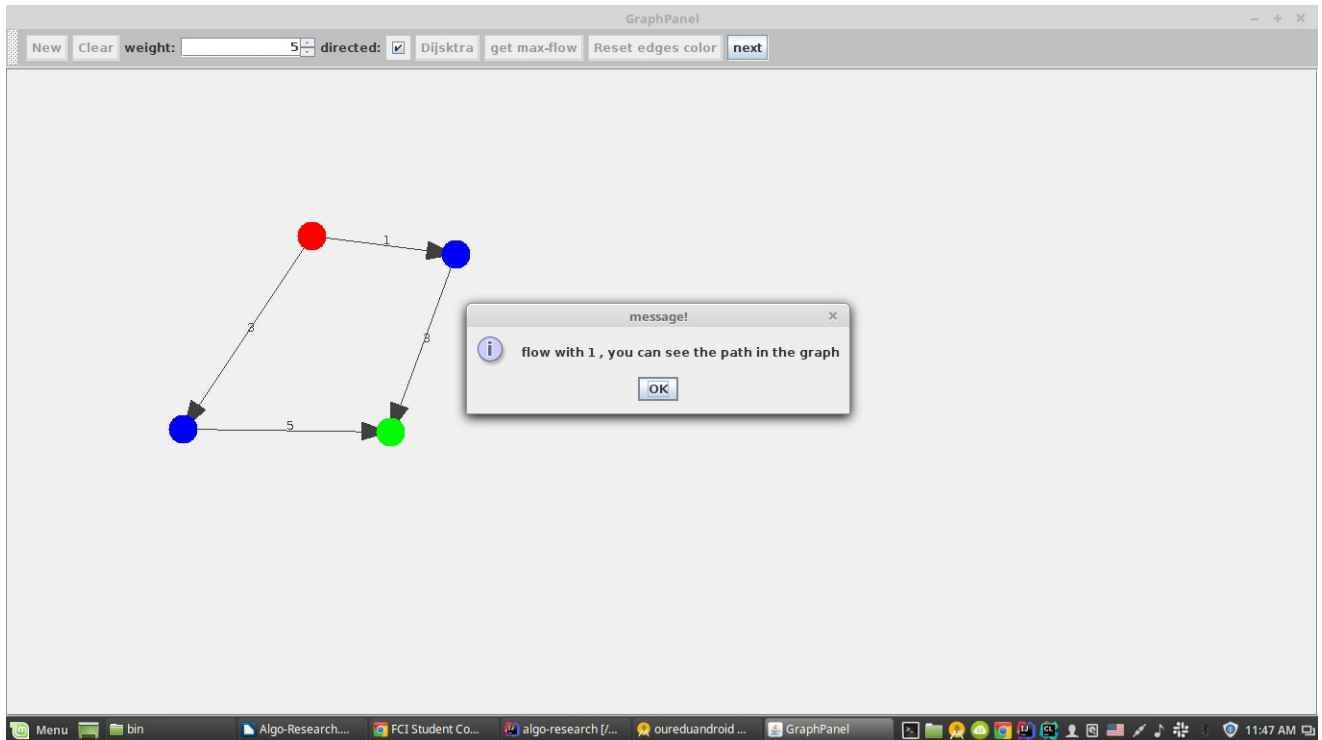 GraphPanel
New Clear weight: 5 directed: Dijsktra get max-flow Reset edges color next
1
3
3
5
message!
flow with 1 , you can see the path in the graph
OK
Menu bin Algo-Research.... FCI Student Co... algo-research [/... oureduandroid ... GraphPanel 11:47 AM